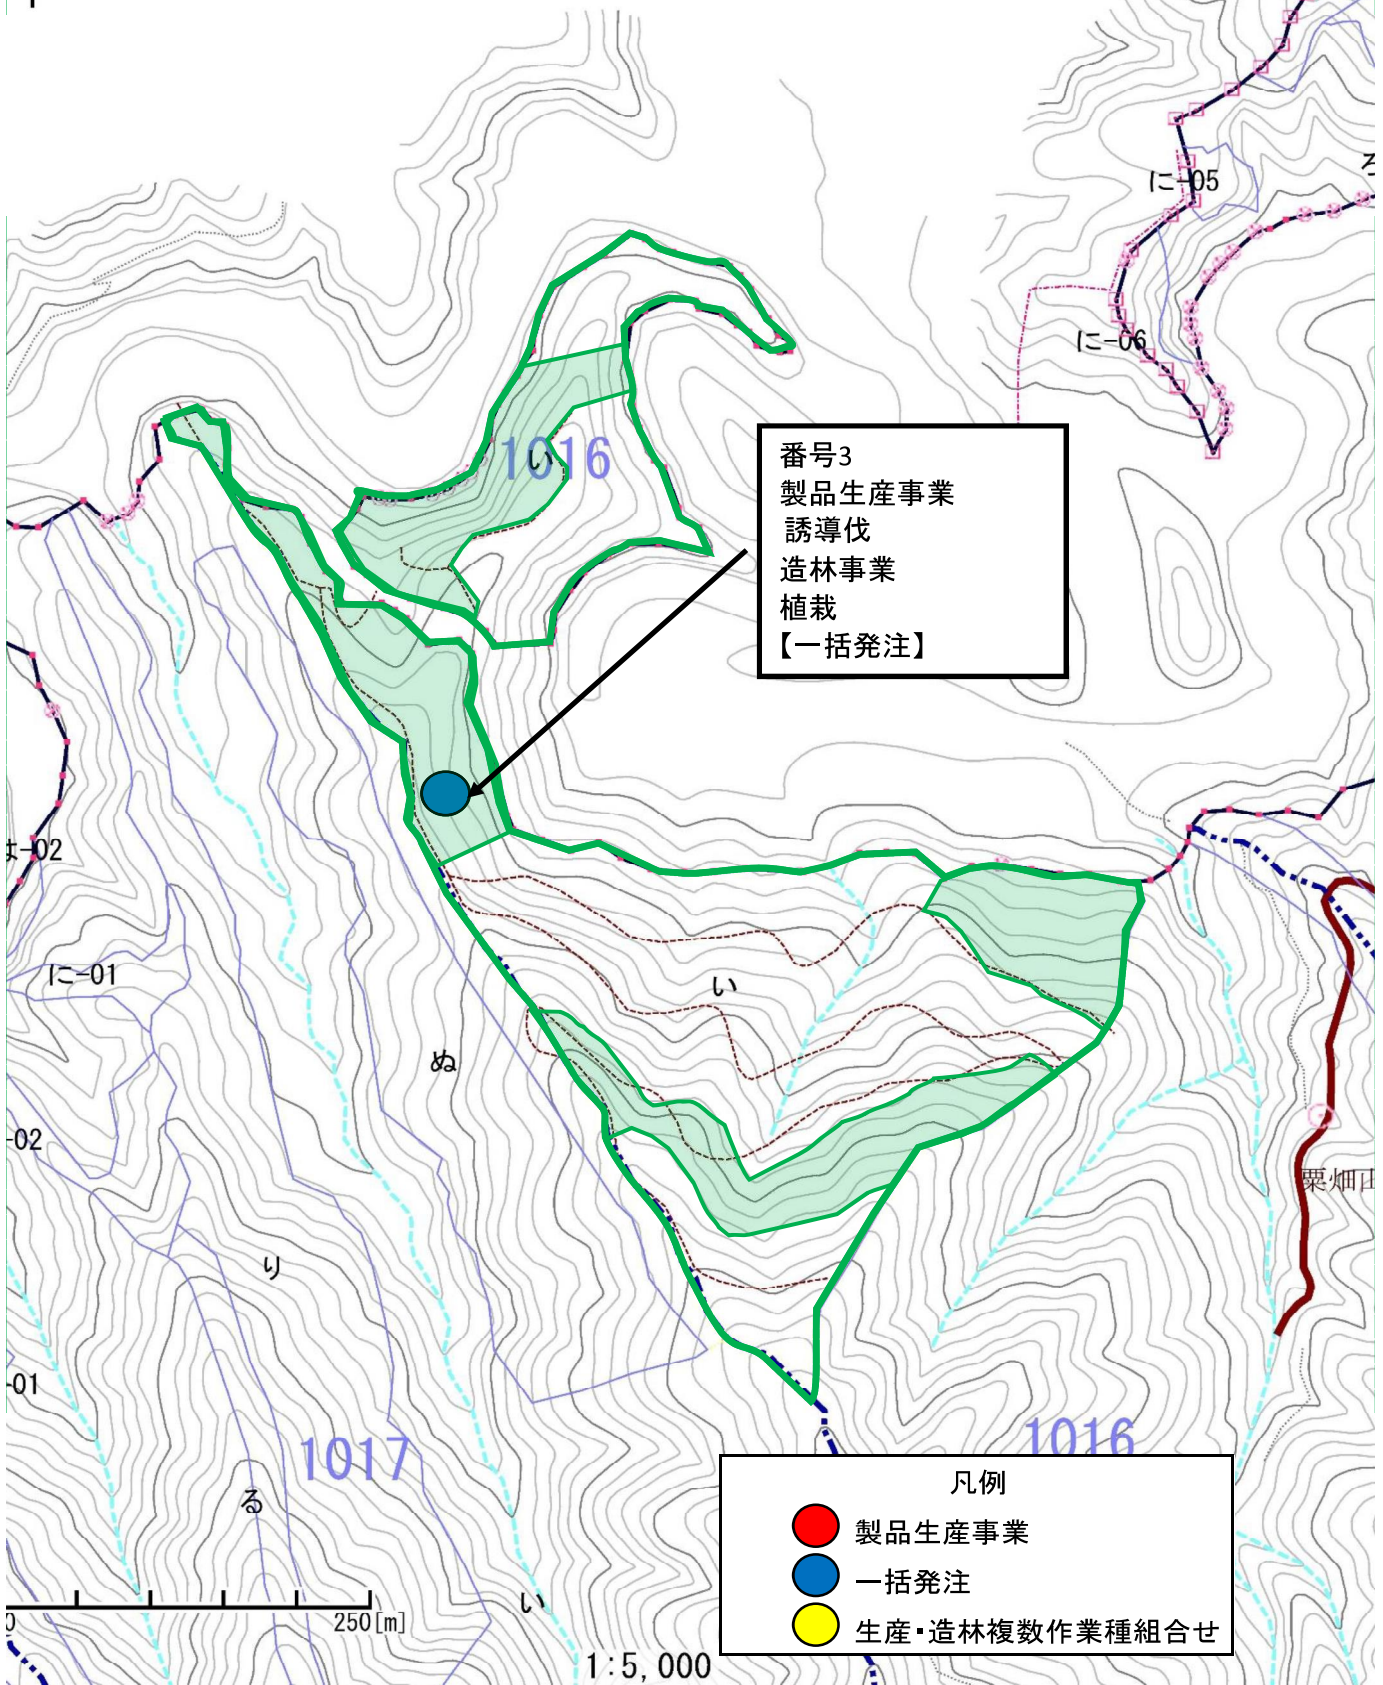 に-05
ろ
に-06
1016
い
番号3
製品生産事業
誘導伐
造林事業
植栽
【一括発注】
は-02
に-01
い
ぬ
-02
粟畑山
り
-01
1017
1016
る
い
250[m]
0
1:5,000
凡例
製品生産事業
一括発注
生産・造林複数作業種組合せ